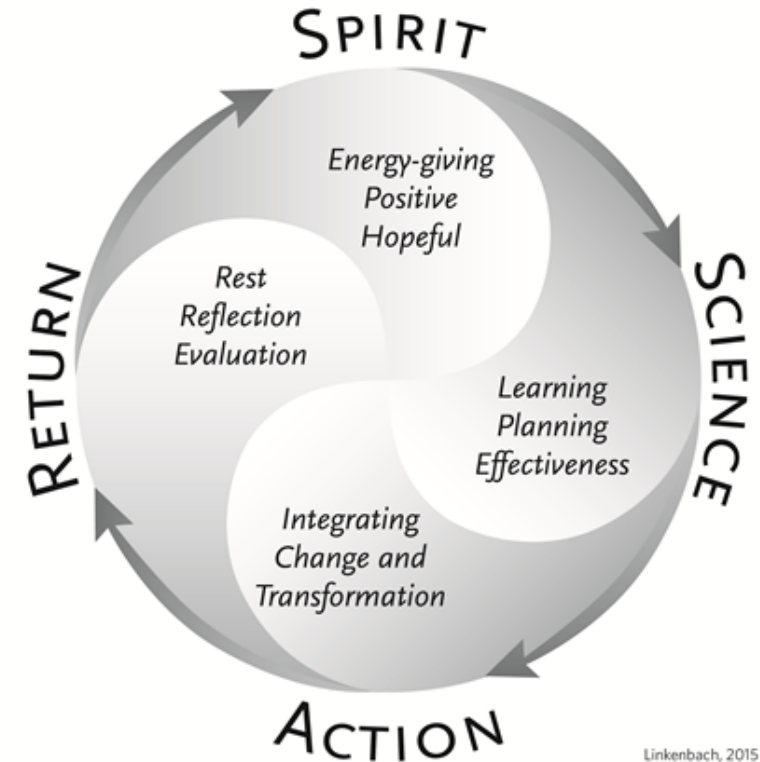 SPIRIT
Energy-giving
Positive
Hopeful
SCIENCE
Learning
Planning
Effectiveness
ACTION
Integrating
Change and
Transformation
RETURN
Rest
Reflection
Evaluation
Linkenbach, 2015